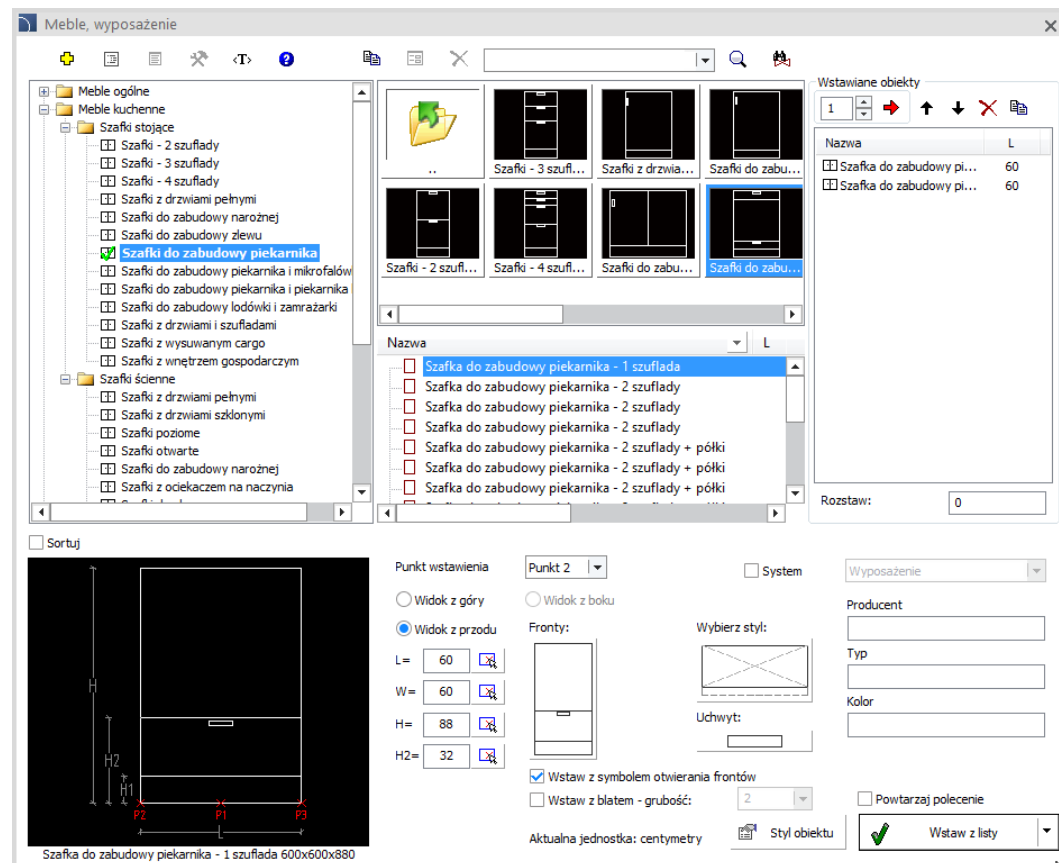 Meble, wyposażenie
<T>
Meble ogólne
Meble kuchenne
Szafki stojące
Szafki - 2 szuflady
Szafki - 3 szuflady
Szafki - 4 szuflady
Szafki z drzwiami pełnymi
Szafki do zabudowy narożnej
Szafki do zabudowy zlewu
Szafki do zabudowy piekarnika
Szafki do zabudowy piekarnika i mikrofalów
Szafki do zabudowy piekarnika i piekarnika
Szafki do zabudowy lodówki i zamrażarki
Szafki z drzwiami i szufladami
Szafki z wysuwanym cargo
Szafki z wnętrzem gospodarczym
Szafki ścienne
Szafki z drzwiami pełnymi
Szafki z drzwiami szklonymi
Szafki poziome
Szafki otwarte
Szafki do zabudowy narożnej
Szafki z ociekaczem na naczynia
Sortuj
..
Szafki - 3 szufl...
Szafki z drzwia...
Szafki do zabu...
Szafki - 2 szufl...
Szafki - 4 szufl...
Szafki do zabu...
Szafki do zabu...
Nazwa L
Szafka do zabudowy piekarnika - 1 szuflada
Szafka do zabudowy piekarnika - 2 szuflady
Szafka do zabudowy piekarnika - 2 szuflady
Szafka do zabudowy piekarnika - 2 szuflady
Szafka do zabudowy piekarnika - 2 szuflady + półki
Szafka do zabudowy piekarnika - 2 szuflady + półki
Szafka do zabudowy piekarnika - 2 szuflady + półki
Wstawiane obiekty
1
Nazwa L
Szafka do zabudowy pi... 60
Szafka do zabudowy pi... 60
Rozstaw: 0
H
H2
H1
P2 P1 P3
L
Szafka do zabudowy piekarnika - 1 szuflada 600x600x880
Punkt wstawienia Punkt 2
Widok z góry Widok z boku
Widok z przodu
L= 60
W= 60
H= 88
H2= 32
Fronty:
Wybierz styl:
Uchwyt:
System
Wyposażenie
Producent
Typ
Kolor
Wstaw z symbolem otwierania frontów
Wstaw z blatem - grubość: 2
Powtarzaj polecenie
Aktualna jednostka: centymetry
Styl obiektu
Wstaw z listy